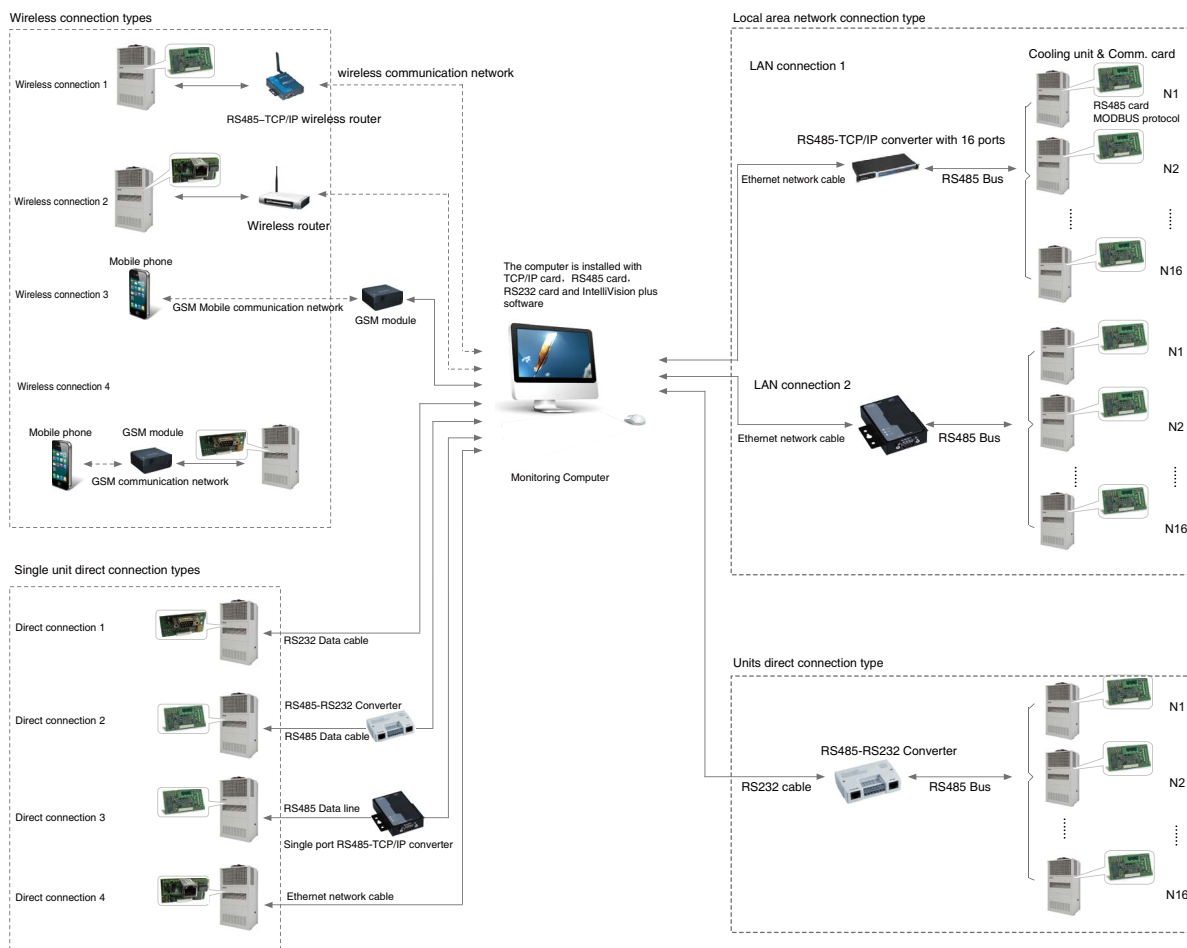 Wireless connection types
Wireless connection 1
wireless communication network
RS485–TCP/IP wireless router
Wireless connection 2
Wireless router
Mobile phone
Wireless connection 3
GSM Mobile communication network
GSM module
Wireless connection 4
Mobile phone
GSM module
GSM communication network
The computer is installed with
TCP/IP card, RS485 card,
RS232 card and IntelliVision plus
software
Monitoring Computer
Local area network connection type
LAN connection 1
Cooling unit & Comm. card
N1
RS485 card
MODBUS protocol
RS485-TCP/IP converter with 16 ports
Ethernet network cable
RS485 Bus
N2
N16
LAN connection 2
N1
Ethernet network cable
RS485 Bus
N2
N16
Single unit direct connection types
Direct connection 1
RS232 Data cable
Direct connection 2
RS485-RS232 Converter
RS485 Data cable
Direct connection 3
RS485 Data line
Single port RS485-TCP/IP converter
Direct connection 4
Ethernet network cable
Units direct connection type
N1
RS485-RS232 Converter
RS232 cable
RS485 Bus
N2
N16